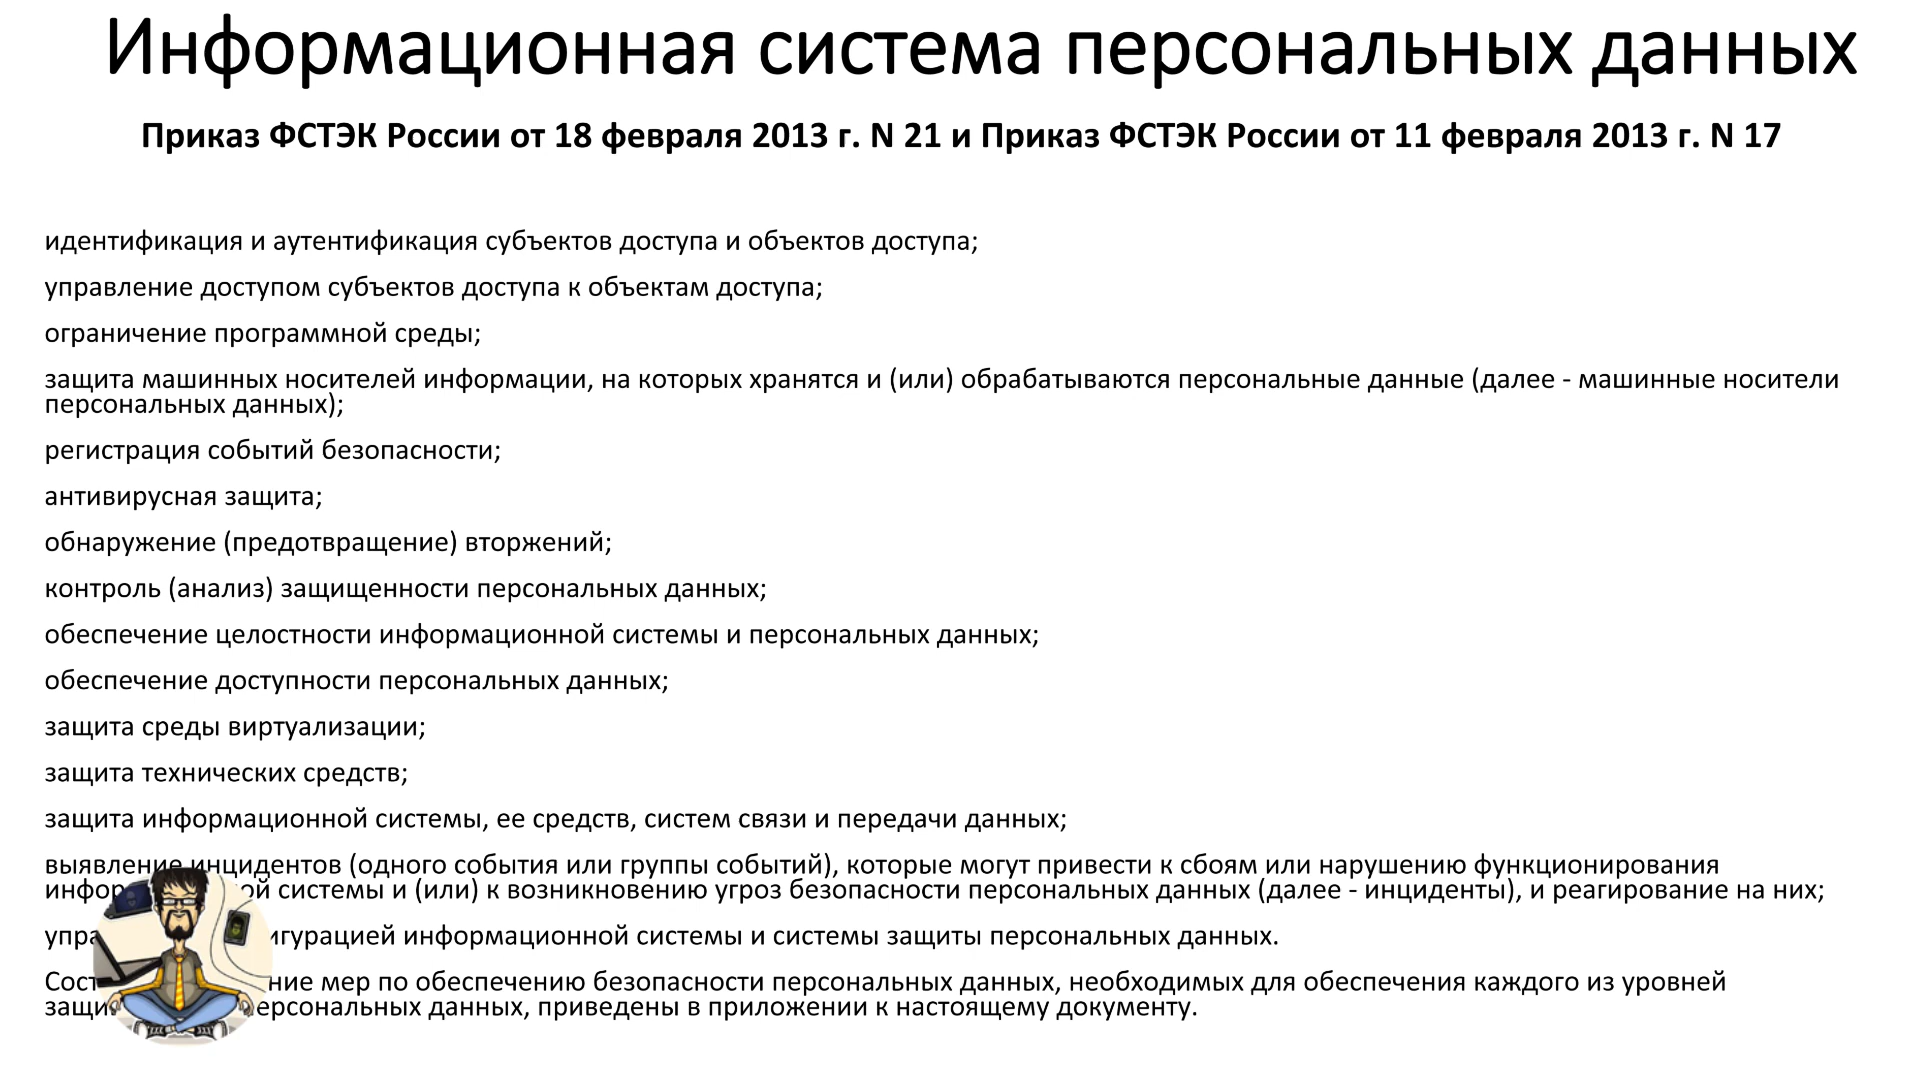 Информационная система персональных данных
Приказ ФСТЭК России от 18 февраля 2013 г. N 21 и Приказ ФСТЭК России от 11 февраля 2013 г. N 17
идентификация и аутентификация субъектов доступа и объектов доступа;
управление доступом субъектов доступа к объектам доступа;
ограничение программной среды;
защита машинных носителей информации, на которых хранятся и (или) обрабатываются персональные данные (далее - машинные носители
персональных данных);
регистрация событий безопасности;
антивирусная защита;
обнаружение (предотвращение) вторжений;
контроль (анализ) защищенности персональных данных;
обеспечение целостности информационной системы и персональных данных;
обеспечение доступности персональных данных;
защита среды виртуализации;
защита технических средств;
защита информационной системы, ее средств, систем связи и передачи данных;
выявление инцидентов (одного события или группы событий), которые могут привести к сбоям или нарушению функционирования
системы и (или) к возникновению угроз безопасности персональных данных (далее - инциденты), и реагирование на них;
информационной системы и системы защиты персональных данных.
мер по обеспечению безопасности персональных данных, необходимых для обеспечения каждого из уровней
персональных данных, приведены в приложении к настоящему документу.